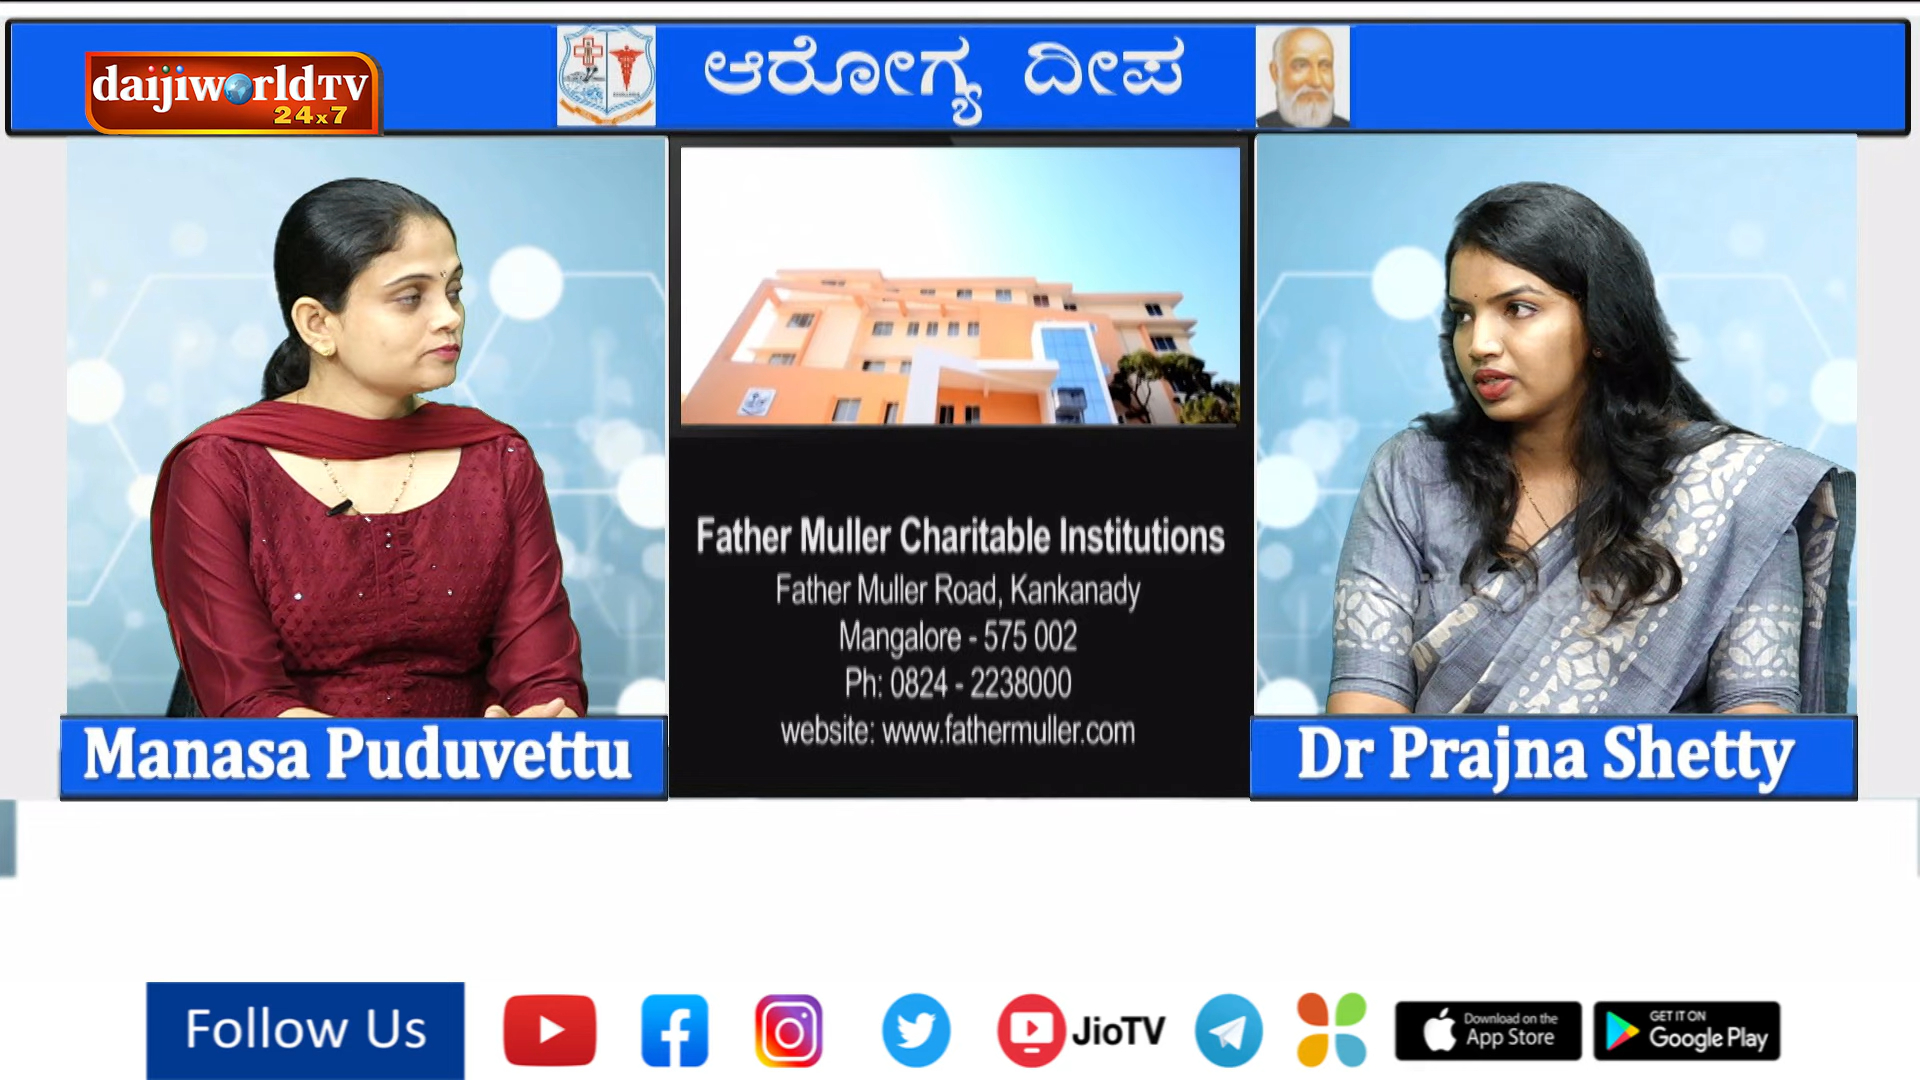 daijiworldTV
24x7
ಆರೋಗ್ಯ ದೀಪ
Father Muller Charitable Institutions
Father Muller Road, Kankanady
Mangalore - 575 002
Ph: 0824 - 2238000
website: www.fathermuller.com
Manasa Puduvettu
Dr Prajna Shetty
Follow Us
JioTV
Download on the
App Store
GET IT ON
Google Play